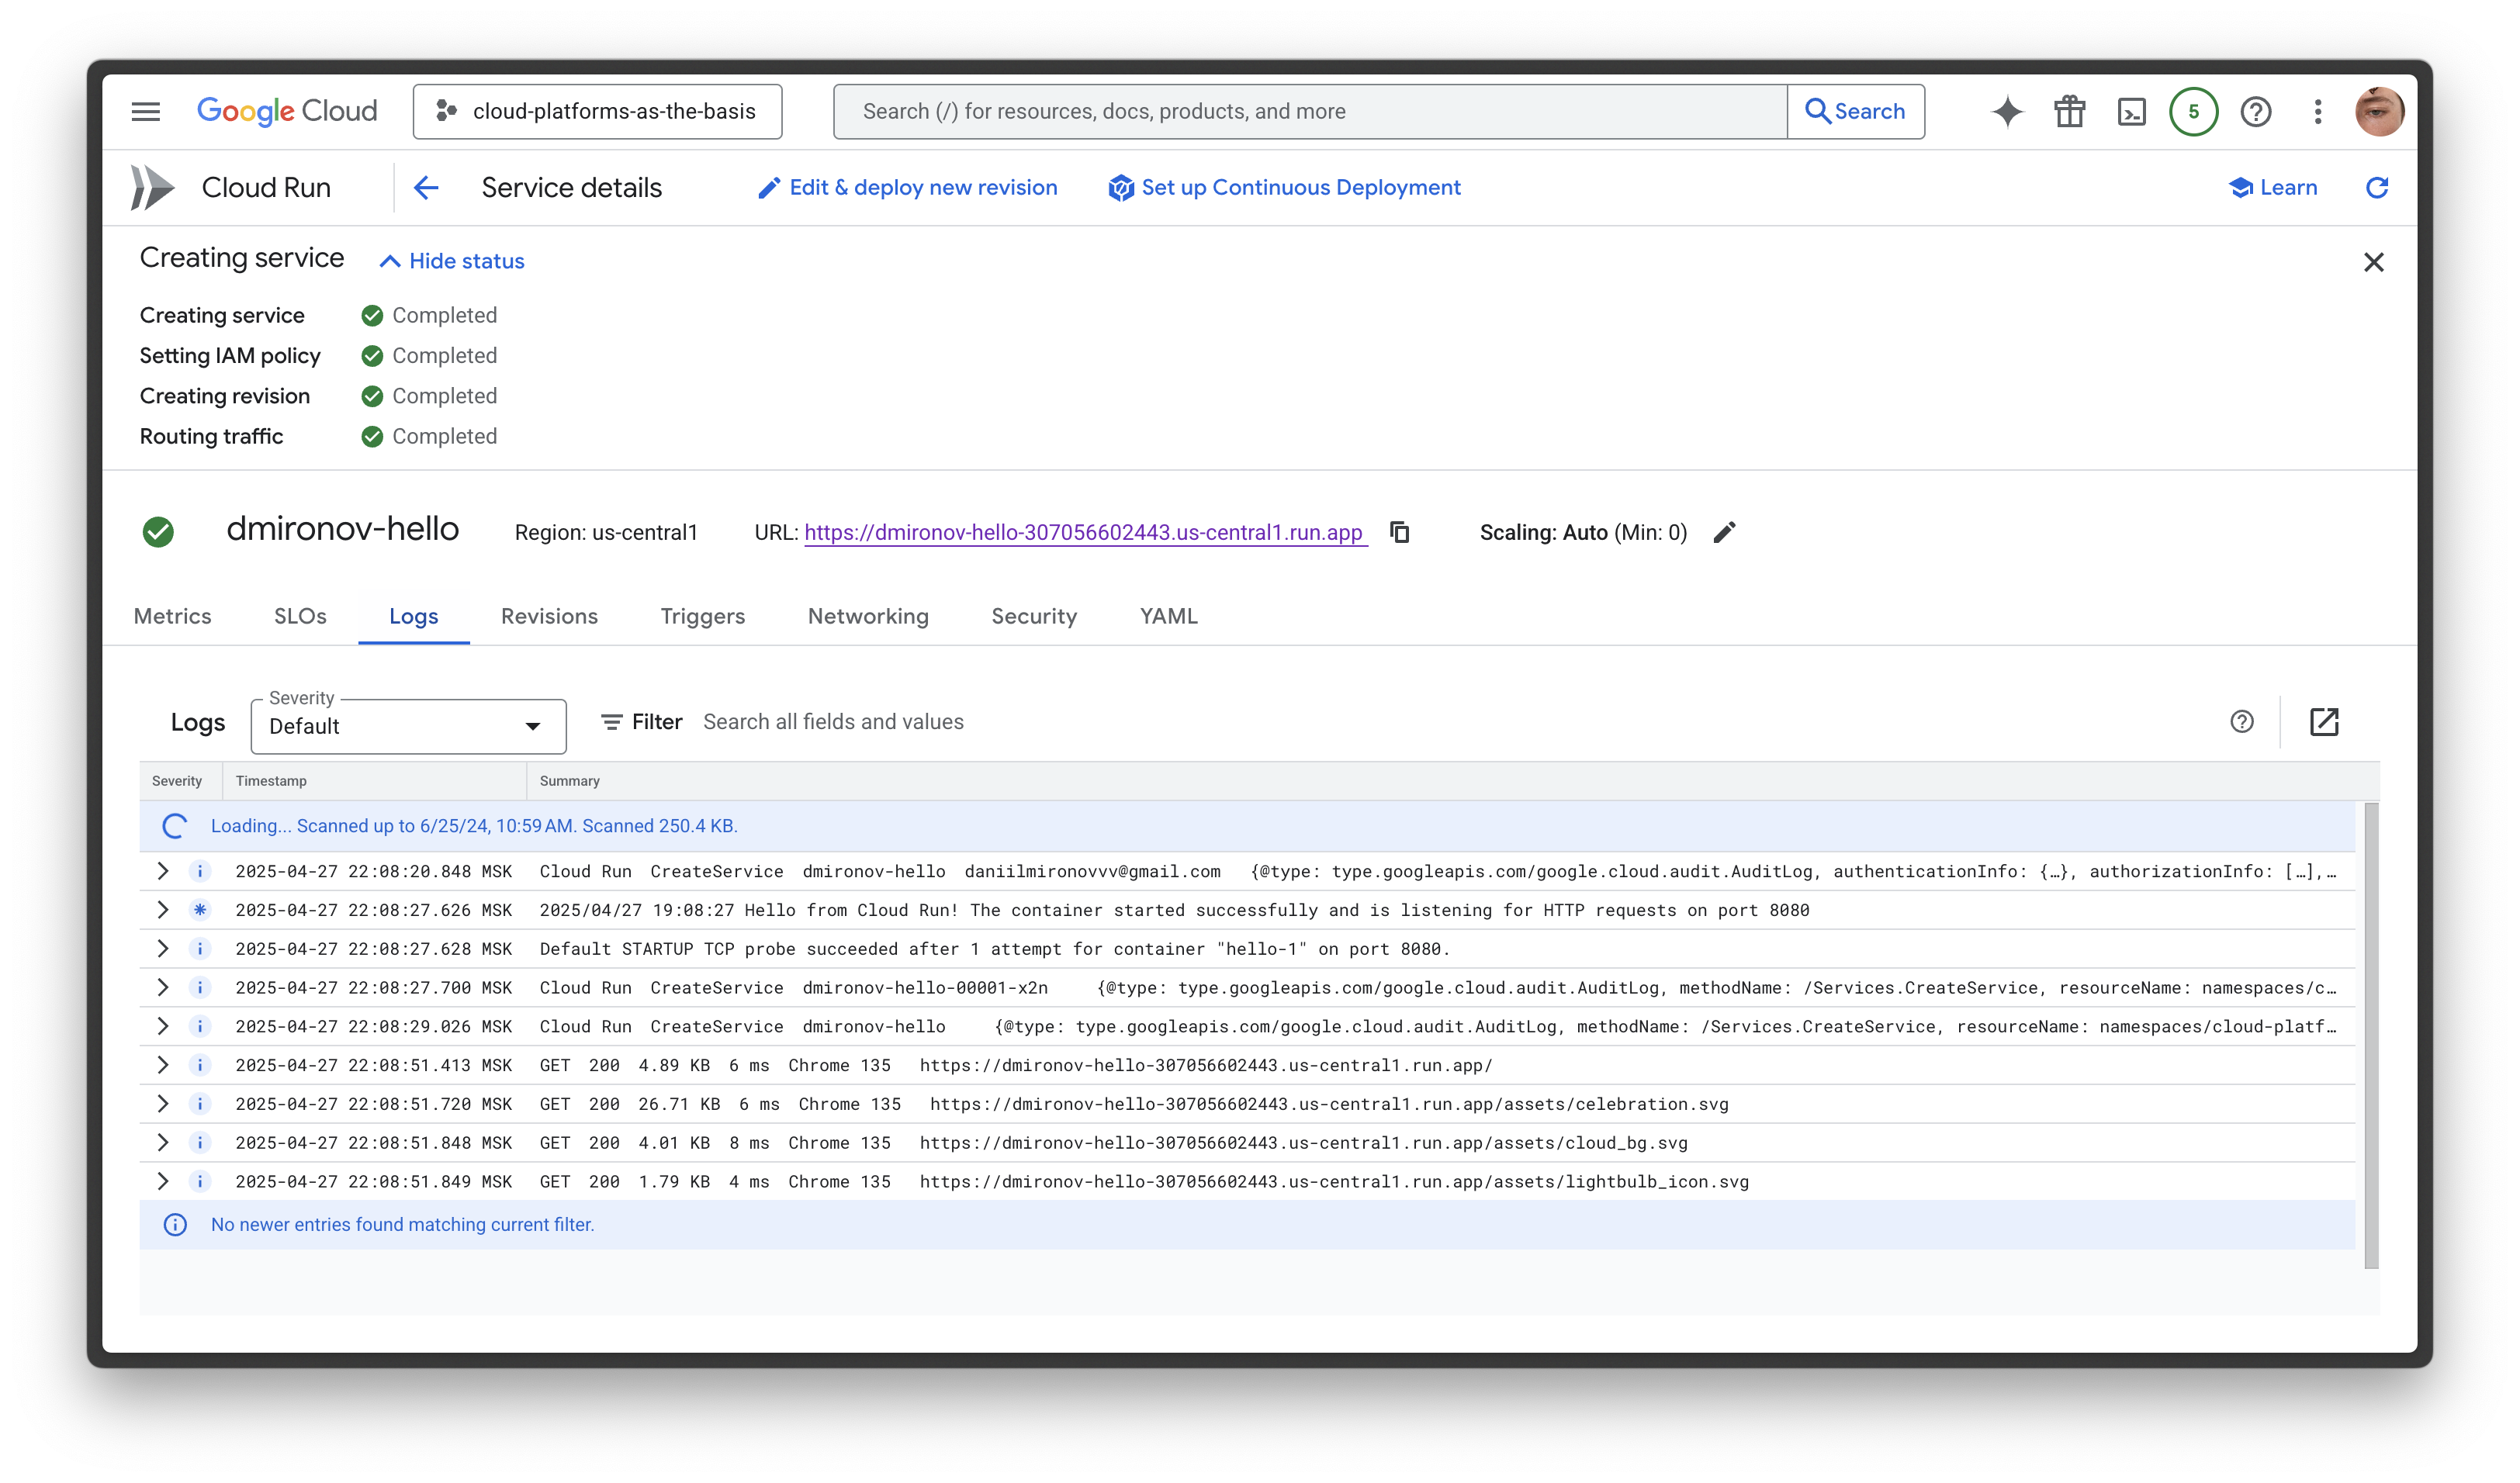 Google Cloud cloud-platforms-as-the-basis Search (/) for resources, docs, products, and more Search 5
Cloud Run Service details Edit & deploy new revision Set up Continuous Deployment Learn
Creating service Hide status
Creating service Completed
Setting IAM policy Completed
Creating revision Completed
Routing traffic Completed
dmironov-hello Region: us-central1 URL: https://dmironov-hello-307056602443.us-central1.run.app Scaling: Auto (Min: 0)
Metrics SLOs Logs Revisions Triggers Networking Security YAML
Severity
Logs Default Filter Search all fields and values
Severity Timestamp Summary
Loading... Scanned up to 6/25/24, 10:59 AM. Scanned 250.4 KB.
2025-04-27 22:08:20.848 MSK Cloud Run CreateService dmironov-hello daniilmironovvv@gmail.com {@type: type.googleapis.com/google.cloud.audit.AuditLog, authenticationInfo: {…}, authorizationInfo: […],…
2025-04-27 22:08:27.626 MSK 2025/04/27 19:08:27 Hello from Cloud Run! The container started successfully and is listening for HTTP requests on port 8080
2025-04-27 22:08:27.628 MSK Default STARTUP TCP probe succeeded after 1 attempt for container "hello-1" on port 8080.
2025-04-27 22:08:27.700 MSK Cloud Run CreateService dmironov-hello-00001-x2n {@type: type.googleapis.com/google.cloud.audit.AuditLog, methodName: /Services.CreateService, resourceName: namespaces/c…
2025-04-27 22:08:29.026 MSK Cloud Run CreateService dmironov-hello {@type: type.googleapis.com/google.cloud.audit.AuditLog, methodName: /Services.CreateService, resourceName: namespaces/cloud-platf…
2025-04-27 22:08:51.413 MSK GET 200 4.89 KB 6 ms Chrome 135 https://dmironov-hello-307056602443.us-central1.run.app/
2025-04-27 22:08:51.720 MSK GET 200 26.71 KB 6 ms Chrome 135 https://dmironov-hello-307056602443.us-central1.run.app/assets/celebration.svg
2025-04-27 22:08:51.848 MSK GET 200 4.01 KB 8 ms Chrome 135 https://dmironov-hello-307056602443.us-central1.run.app/assets/cloud_bg.svg
2025-04-27 22:08:51.849 MSK GET 200 1.79 KB 4 ms Chrome 135 https://dmironov-hello-307056602443.us-central1.run.app/assets/lightbulb_icon.svg
No newer entries found matching current filter.